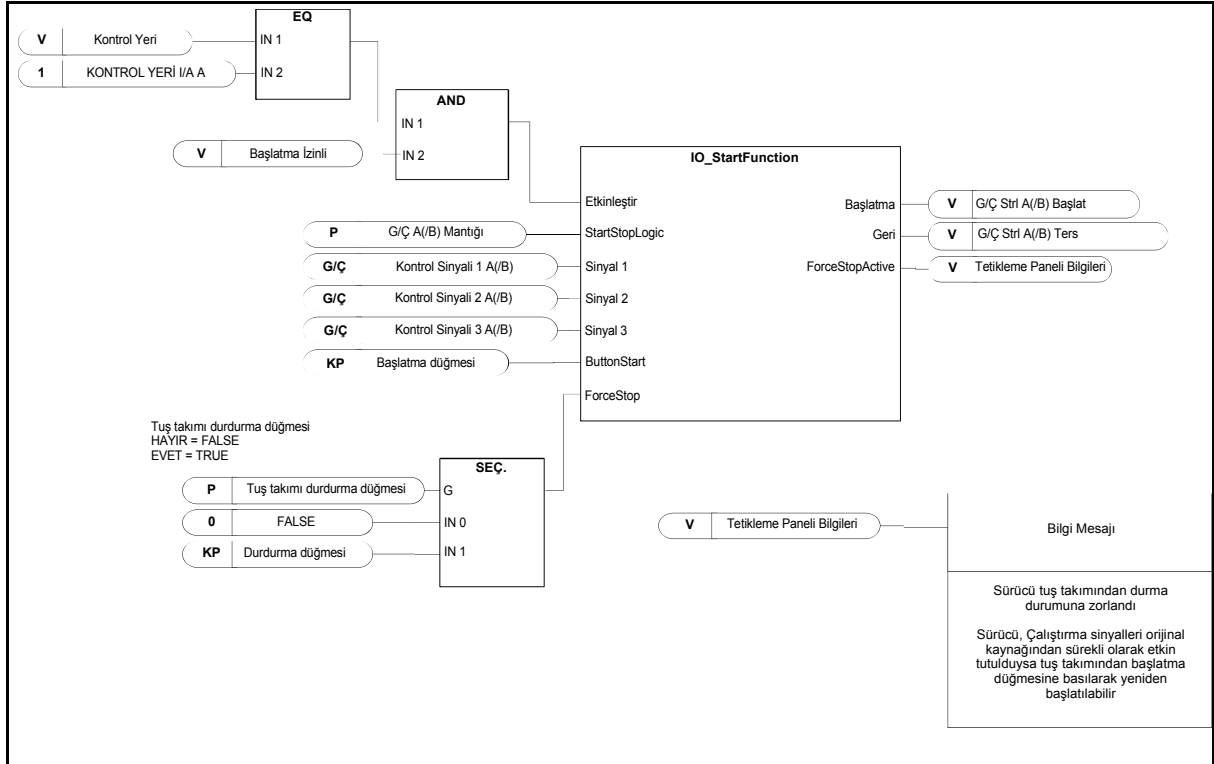 EQ
V Kontrol Yeri IN 1
1 KONTROL YERİ I/A A IN 2
AND
IN 1
V Başlatma İzinli IN 2
IO_StartFunction
Etkinleştir Başlatma V G/Ç Strl A(/B) Başlat
P G/Ç A(/B) Mantığı StartStopLogic Geri V G/Ç Strl A(/B) Ters
G/Ç Kontrol Sinyali 1 A(/B) Sinyal 1 ForceStopActive V Tetikleme Paneli Bilgileri
G/Ç Kontrol Sinyali 2 A(/B) Sinyal 2
G/Ç Kontrol Sinyali 3 A(/B) Sinyal 3
KP Başlatma düğmesi ButtonStart
ForceStop
Tuş takımı durdurma düğmesi
HAYIR = FALSE
EVET = TRUE
SEÇ.
P Tuş takımı durdurma düğmesi G
0 FALSE IN 0
KP Durdurma düğmesi IN 1
V Tetikleme Paneli Bilgileri Bilgi Mesajı
Sürücü tuş takımından durma
durumuna zorlandı
Sürücü, Çalıştırma sinyalleri orijinal
kaynağından sürekli olarak etkin
tutulduysa tuş takımından başlatma
düğmesine basılarak yeniden
başlatılabilir